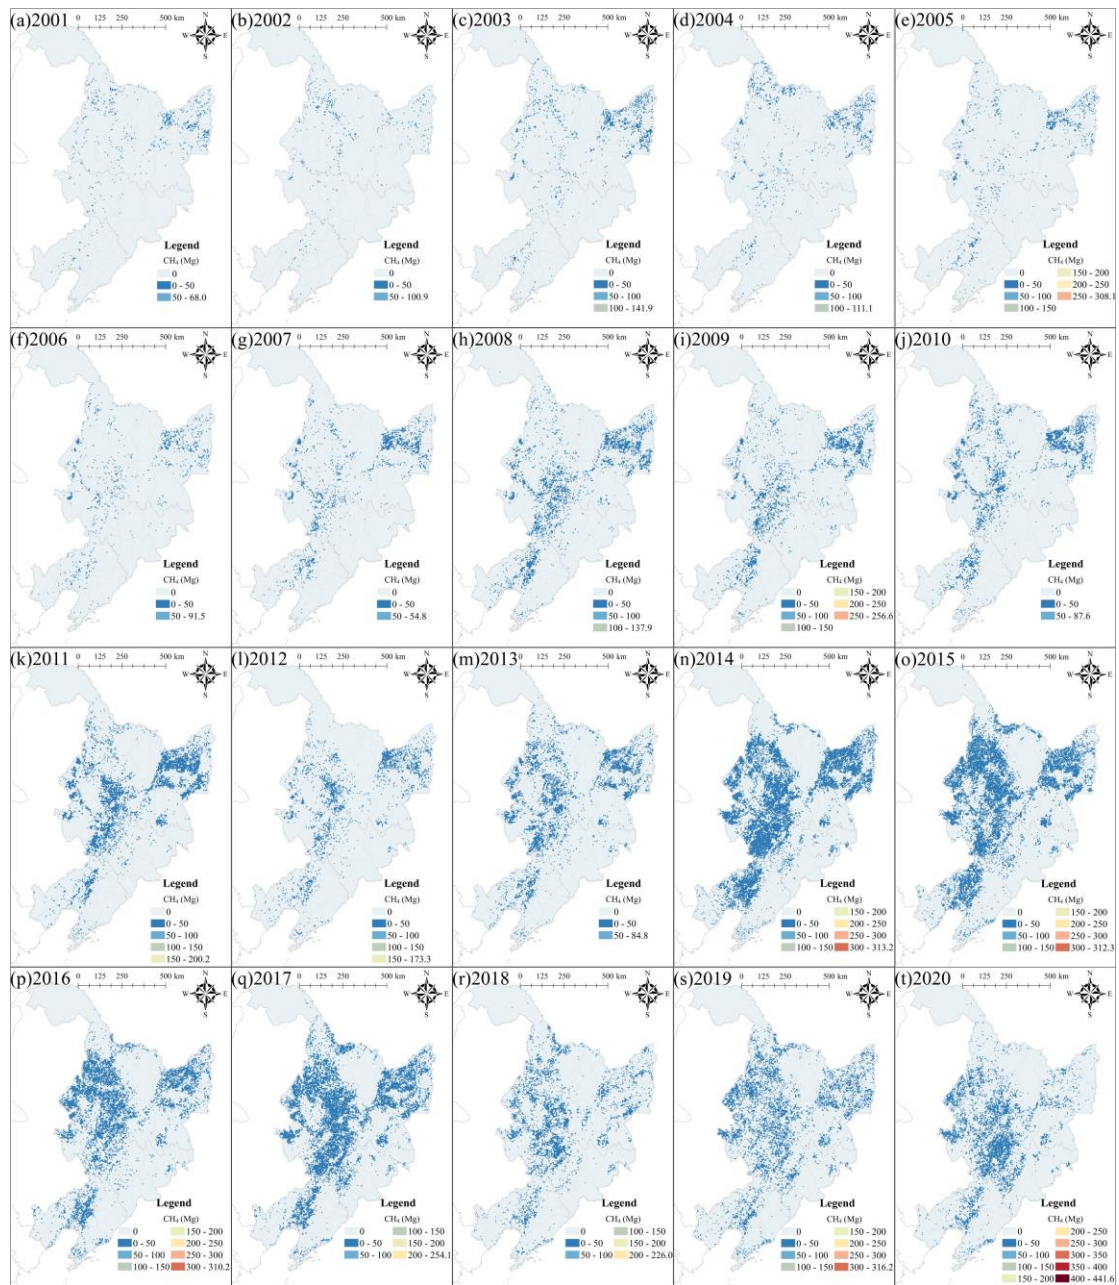 (a)2001
0 125 250 500 km
N
W E
S
Legend
CH₄ (Mg)
0
0 - 50
50 - 68.0
(b)2002
0 125 250 500 km
N
W E
S
Legend
CH₄ (Mg)
0
0 - 50
50 - 100.9
(c)2003
0 125 250 500 km
N
W E
S
Legend
CH₄ (Mg)
0
0 - 50
50 - 100
100 - 141.9
(d)2004
0 125 250 500 km
N
W E
S
Legend
CH₄ (Mg)
0
0 - 50
50 - 100
100 - 111.1
(e)2005
0 125 250 500 km
N
W E
S
Legend
CH₄ (Mg)
0 150 - 200
0 - 50 200 - 250
50 - 100 250 - 308.1
100 - 150
(f)2006
0 125 250 500 km
N
W E
S
Legend
CH₄ (Mg)
0
0 - 50
50 - 91.5
(g)2007
0 125 250 500 km
N
W E
S
Legend
CH₄ (Mg)
0
0 - 50
50 - 54.8
(h)2008
0 125 250 500 km
N
W E
S
Legend
CH₄ (Mg)
0
0 - 50
50 - 100
100 - 137.9
(i)2009
0 125 250 500 km
N
W E
S
Legend
CH₄ (Mg)
0 150 - 200
0 - 50 200 - 250
50 - 100 250 - 256.6
100 - 150
(j)2010
0 125 250 500 km
N
W E
S
Legend
CH₄ (Mg)
0
0 - 50
50 - 87.6
(k)2011
0 125 250 500 km
N
W E
S
Legend
CH₄ (Mg)
0
0 - 50
50 - 100
100 - 150
150 - 200.2
(l)2012
0 125 250 500 km
N
W E
S
Legend
CH₄ (Mg)
0
0 - 50
50 - 100
100 - 150
150 - 173.3
(m)2013
0 125 250 500 km
N
W E
S
Legend
CH₄ (Mg)
0
0 - 50
50 - 84.8
(n)2014
0 125 250 500 km
N
W E
S
Legend
CH₄ (Mg)
0 150 - 200
0 - 50 200 - 250
50 - 100 250 - 300
100 - 150 300 - 313.2
(o)2015
0 125 250 500 km
N
W E
S
Legend
CH₄ (Mg)
0 150 - 200
0 - 50 200 - 250
50 - 100 250 - 300
100 - 150 300 - 312.3
(p)2016
0 125 250 500 km
N
W E
S
Legend
CH₄ (Mg)
0 150 - 200
0 - 50 200 - 250
50 - 100 250 - 300
100 - 150 300 - 310.2
(q)2017
0 125 250 500 km
N
W E
S
Legend
CH₄ (Mg)
0 100 - 150
0 - 50 150 - 200
50 - 100 200 - 254.1
(r)2018
0 125 250 500 km
N
W E
S
Legend
CH₄ (Mg)
0 100 - 150
0 - 50 150 - 200
50 - 100 200 - 226.0
(s)2019
0 125 250 500 km
N
W E
S
Legend
CH₄ (Mg)
0 150 - 200
0 - 50 200 - 250
50 - 100 250 - 300
100 - 150 300 - 316.2
(t)2020
0 125 250 500 km
N
W E
S
Legend
CH₄ (Mg)
0 200 - 250
0 - 50 250 - 300
50 - 100 300 - 350
100 - 150 350 - 400
150 - 200 400 - 441.6